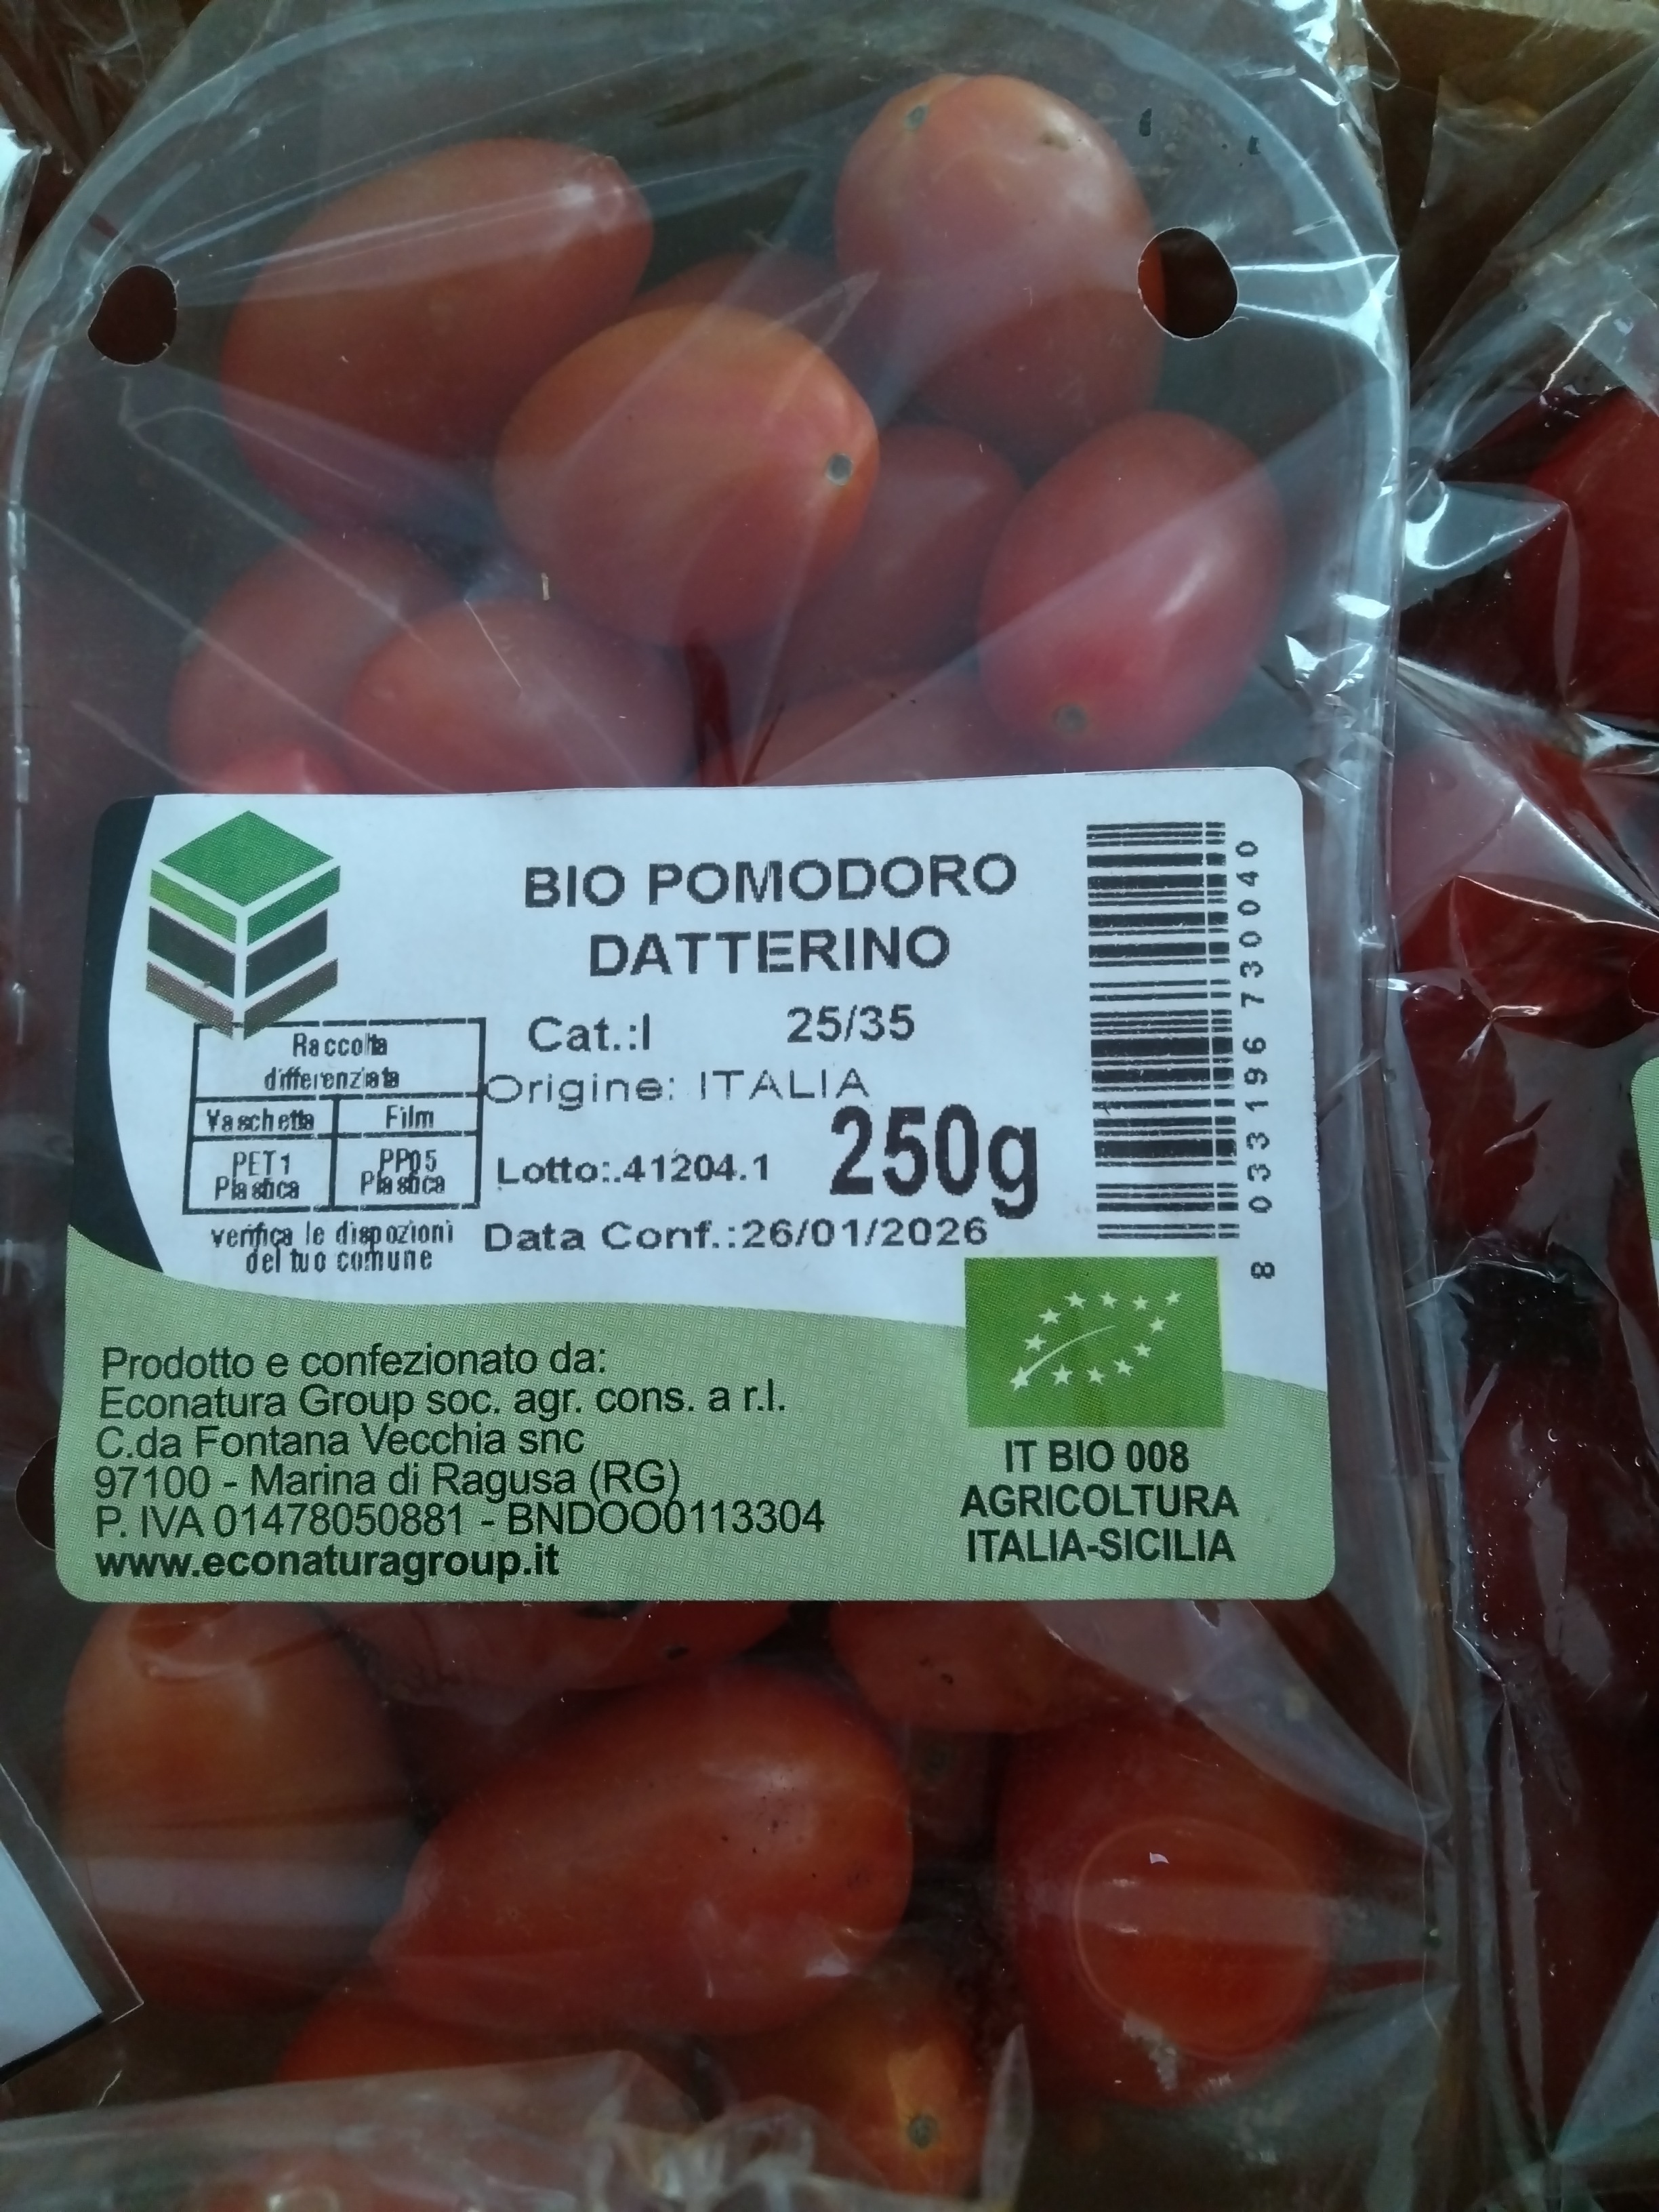 BIO POMODORO
DATTERINO
Cat.:I 25/35
Origine: ITALIA
250g
Lotto:.41204.1
Data Conf.:26/01/2026
Raccolta
differenziata
Vaschetta Film
PET1 PP05
Plastica Plastica
verifica le dispozioni
del tuo comune
8 033196 730040
Prodotto e confezionato da:
Econatura Group soc. agr. cons. a r.l.
C.da Fontana Vecchia snc
97100 - Marina di Ragusa (RG)
P. IVA 01478050881 - BNDOO0113304
www.econaturagroup.it
IT BIO 008
AGRICOLTURA
ITALIA-SICILIA